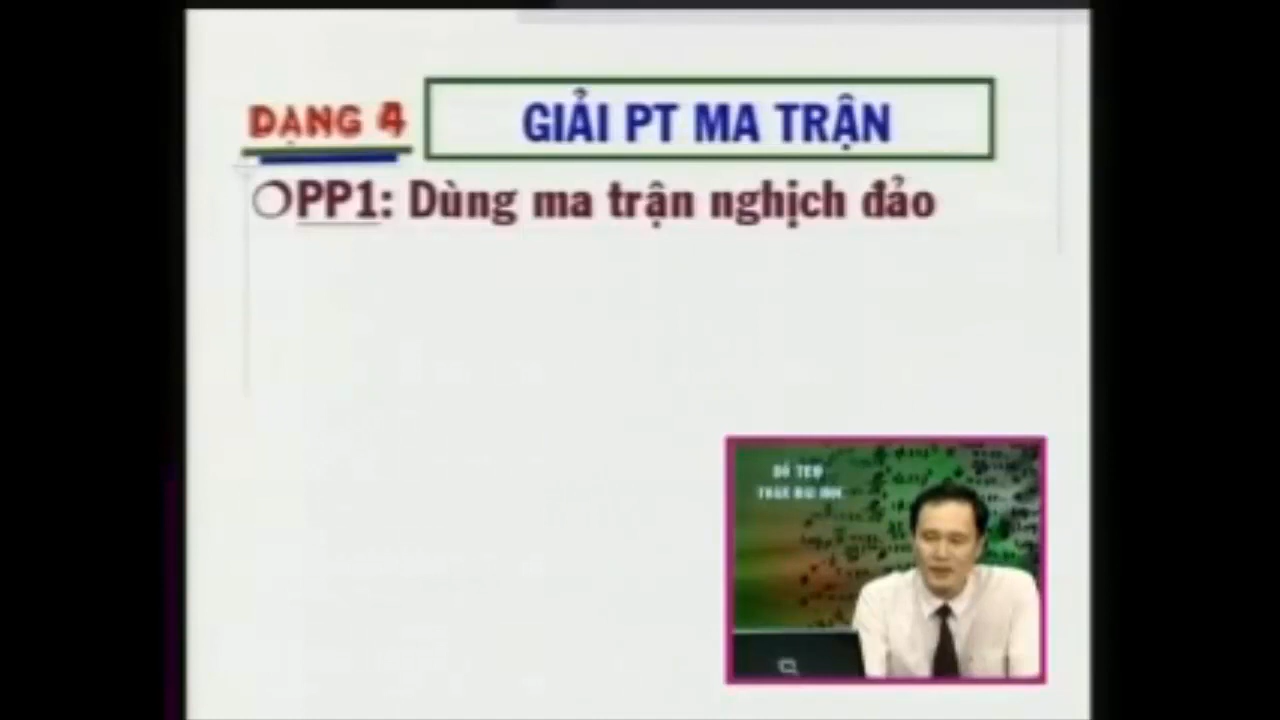 DẠNG 4
GIẢI PT MA TRẬN
PP1: Dùng ma trận nghịch đảo